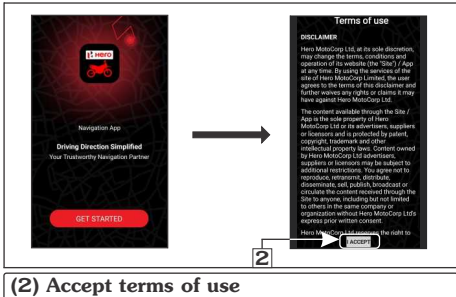 Hero
Navigation App
Driving Direction Simplified
Your Trustworthy Navigation Partner
GET STARTED
Terms of use
DISCLAIMER
Hero MotoCorp Ltd, at its sole discretion,
may change the terms, conditions and
operation of its website (the "Site") / App
at any time. By using the services of the
site of Hero MotoCorp Limited, the user
agrees to the terms of this disclaimer and
further waives any rights or claims it may
have against Hero MotoCorp Ltd.
The content available through the Site /
App is the sole property of Hero
MotoCorp Ltd or its advertisers, suppliers
or licensors and is protected by patent,
copyright, trademark and other
intellectual property laws. Content owned
by Hero MotoCorp Ltd advertisers,
suppliers or licensors may be subject to
additional restrictions. You agree not to
reproduce, retransmit, distribute,
disseminate, sell, publish, broadcast or
circulate the content received through the
Site to anyone, including but not limited
to others in the same company or
organization without Hero MotoCorp Ltd's
express prior written consent.
Hero MotoCorp Ltd reserves the right to
I ACCEPT
2
(2) Accept terms of use